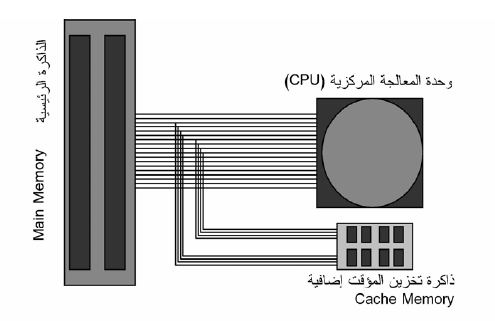 وحدة المعالجة المركزية (CPU)
الذاكرة الرئيسية
Main Memory
ذاكرة تخزين المؤقت إضافية
Cache Memory